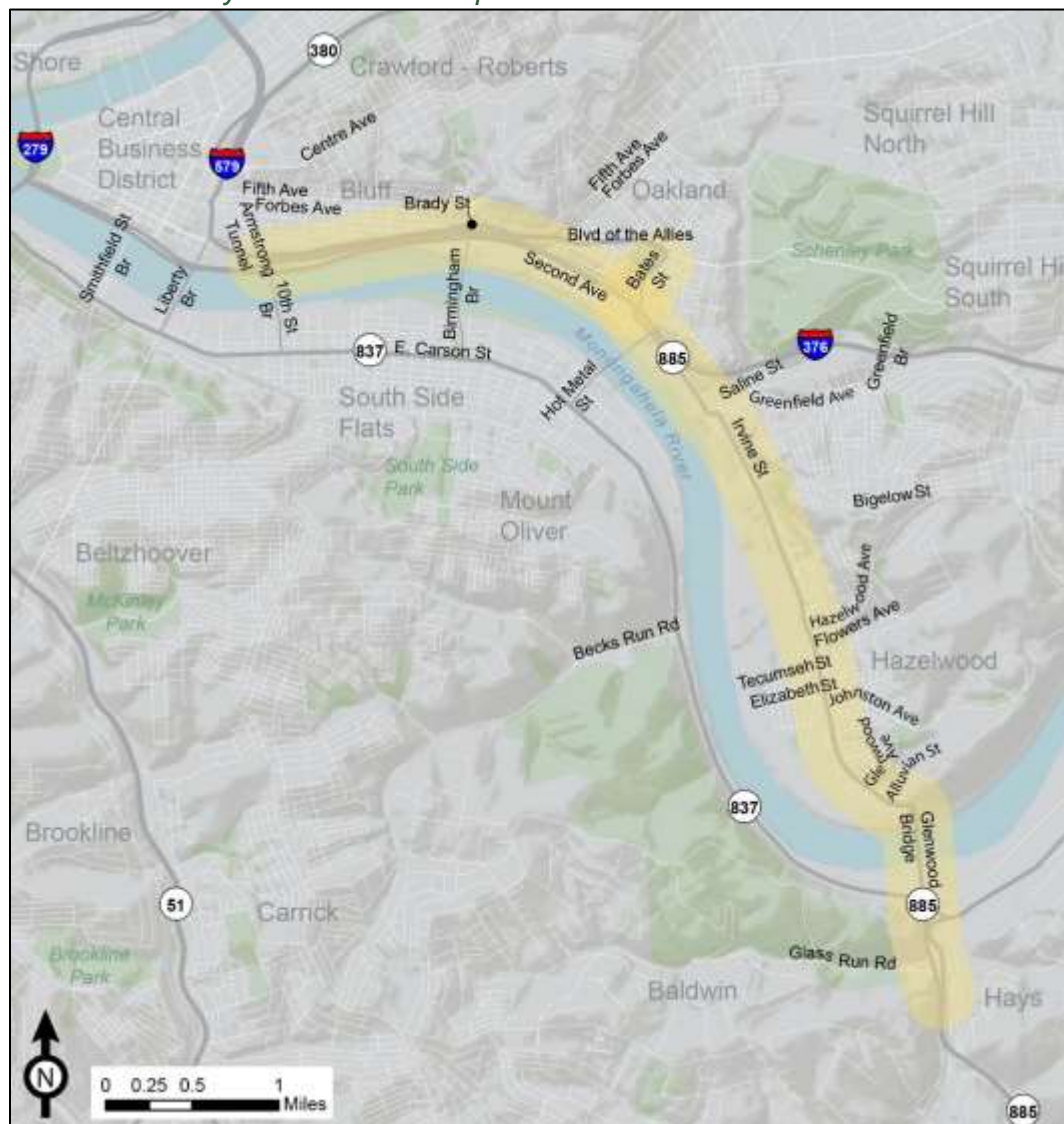 380
Shore
Crawford - Roberts
Central
Business
District
Squirrel Hill
North
279
579
Centre Ave
Fifth Ave
Forbes Ave
Oakland
Fifth Ave
Forbes Ave
Bluff
Brady St
Blvd of the Allies
Armstrong
Tunnel
Smithfield St
Br
Liberty
Br
10th St
Br
Birmingham
Br
Second Ave
Bates
St
Schenley Park
Squirrel Hi
South
837
E. Carson St
885
376
Greenfield
Br
Saline St
Greenfield Ave
Hot Metal
St
Monongahela River
South Side
Flats
South Side
Park
Irvine St
Mount
Oliver
Bigelow St
Beltzhoover
McKinley
Park
Hazelwood Ave
Flowers Ave
Becks Run Rd
Hazelwood
Tecumseh St
Elizabeth St
Johnston Ave
Glenwood
Ave
Alluvian St
837
Brookline
Glenwood
Bridge
51
Carrick
885
Brookline
Park
Glass Run Rd
Baldwin
Hays
N
0 0.25 0.5 1
Miles
885